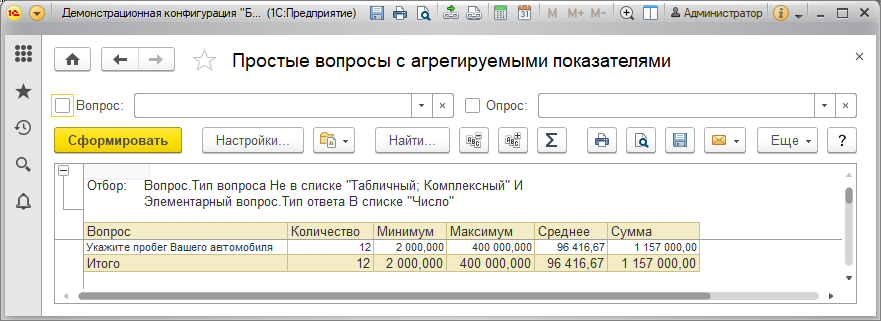 Демонстрационная конфигурация "Б... (1С:Предприятие) M M+ M- Администратор
Простые вопросы с агрегируемыми показателями
Вопрос: Опрос:
Сформировать Настройки... Найти... Σ Еще ?
Отбор: Вопрос.Тип вопроса Не в списке "Табличный; Комплексный" И
Элементарный вопрос.Тип ответа В списке "Число"
Вопрос Количество Минимум Максимум Среднее Сумма
Укажите пробег Вашего автомобиля 12 2 000,000 400 000,000 96 416,67 1 157 000,00
Итого 12 2 000,000 400 000,000 96 416,67 1 157 000,00